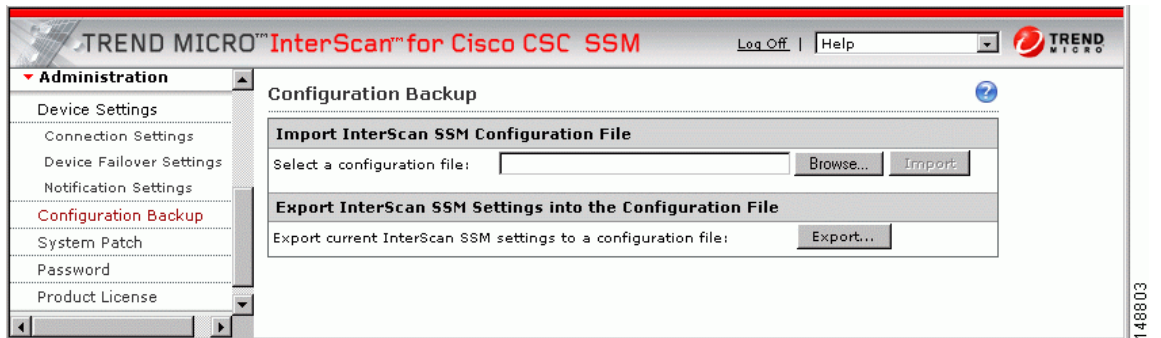 TREND MICRO™ InterScan™ for Cisco CSC SSM
Log Off | Help
TREND MICRO
Administration
Device Settings
Connection Settings
Device Failover Settings
Notification Settings
Configuration Backup
System Patch
Password
Product License
Configuration Backup
?
Import InterScan SSM Configuration File
Select a configuration file: Browse... Import
Export InterScan SSM Settings into the Configuration File
Export current InterScan SSM settings to a configuration file: Export...
148803